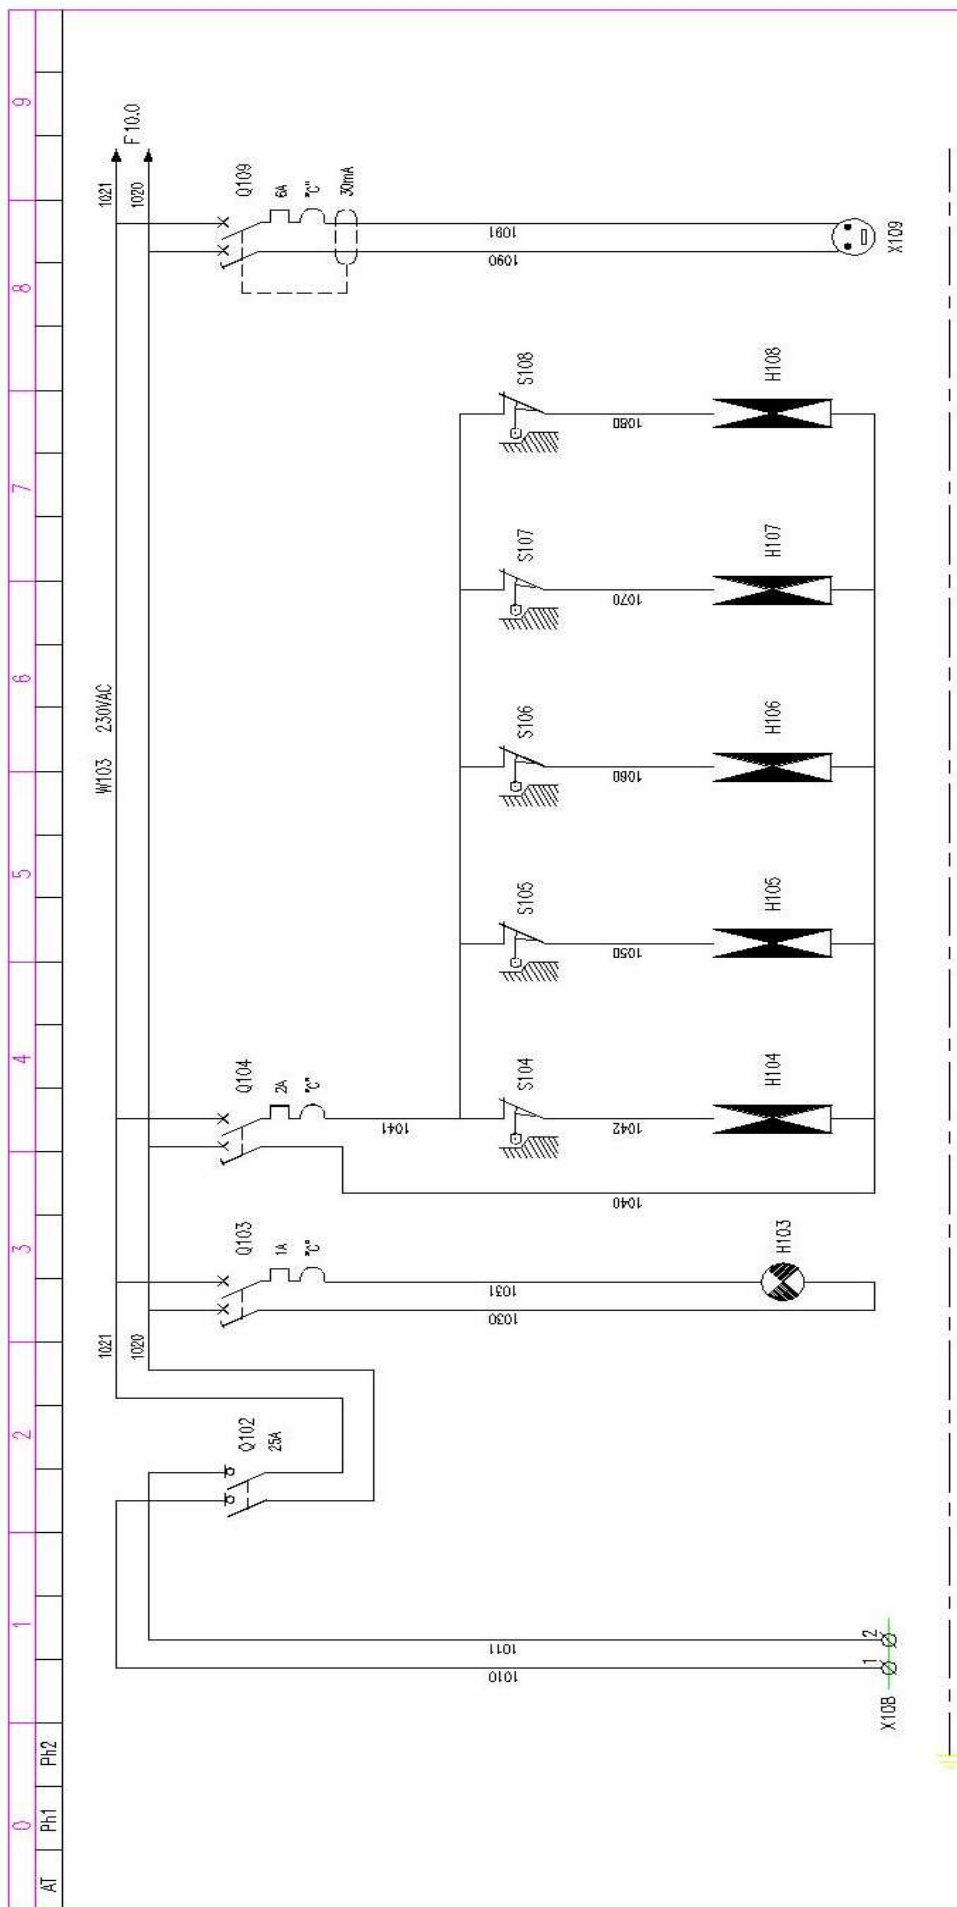 0 1 2 3 4 5 6 7 8 9
AT Ph1 Ph2
1021 W103 230VAC 1021
1020 1020 F10.0
Q102 Q103 Q104 Q109
25A 1A 2A 6A
"C" "C" "C"
30mA
1041
1010 1011 1030 1031 1090 1091
S104 S105 S106 S107 S108
1040 1042 1050 1060 1070 1080
H103 H104 H105 H106 H107 H108
1 2
X10B X109